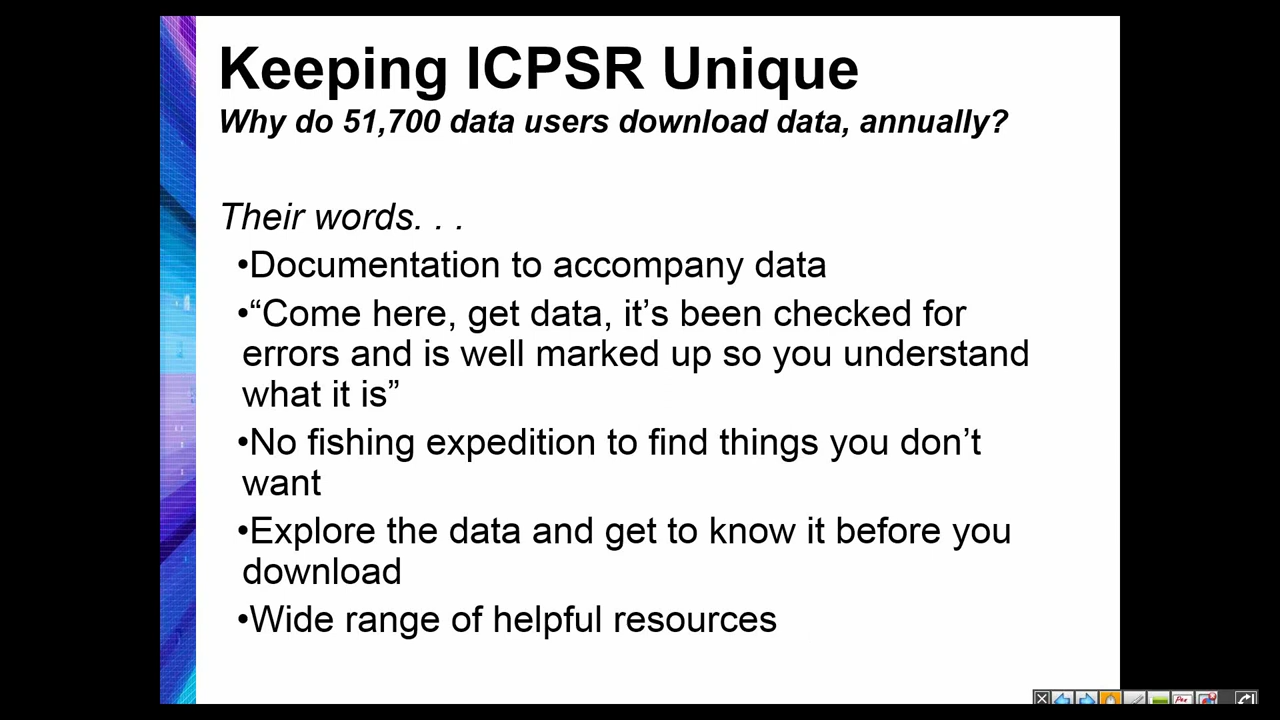 Keeping ICPSR Unique
Why do 51,700 data users download data, annually?
Their words. . .
•Documentation to accompany data
•“Come here, get data, it’s been checked for
errors and is well marked up so you understand
what it is”
•No fishing expedition to find things you don’t
want
•Explore the data and get to know it before you
download
•Wide range of helpful resources